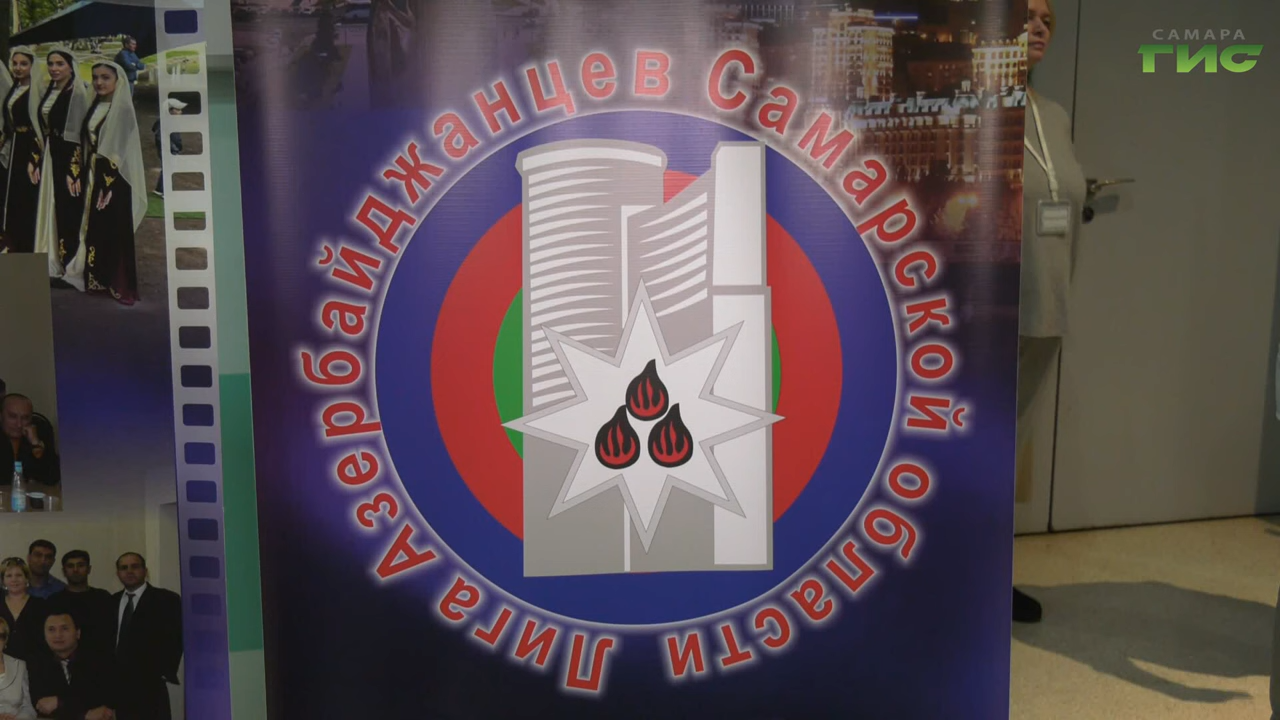 Лига Азербайджанцев Самарской области
САМАРА
ГИС